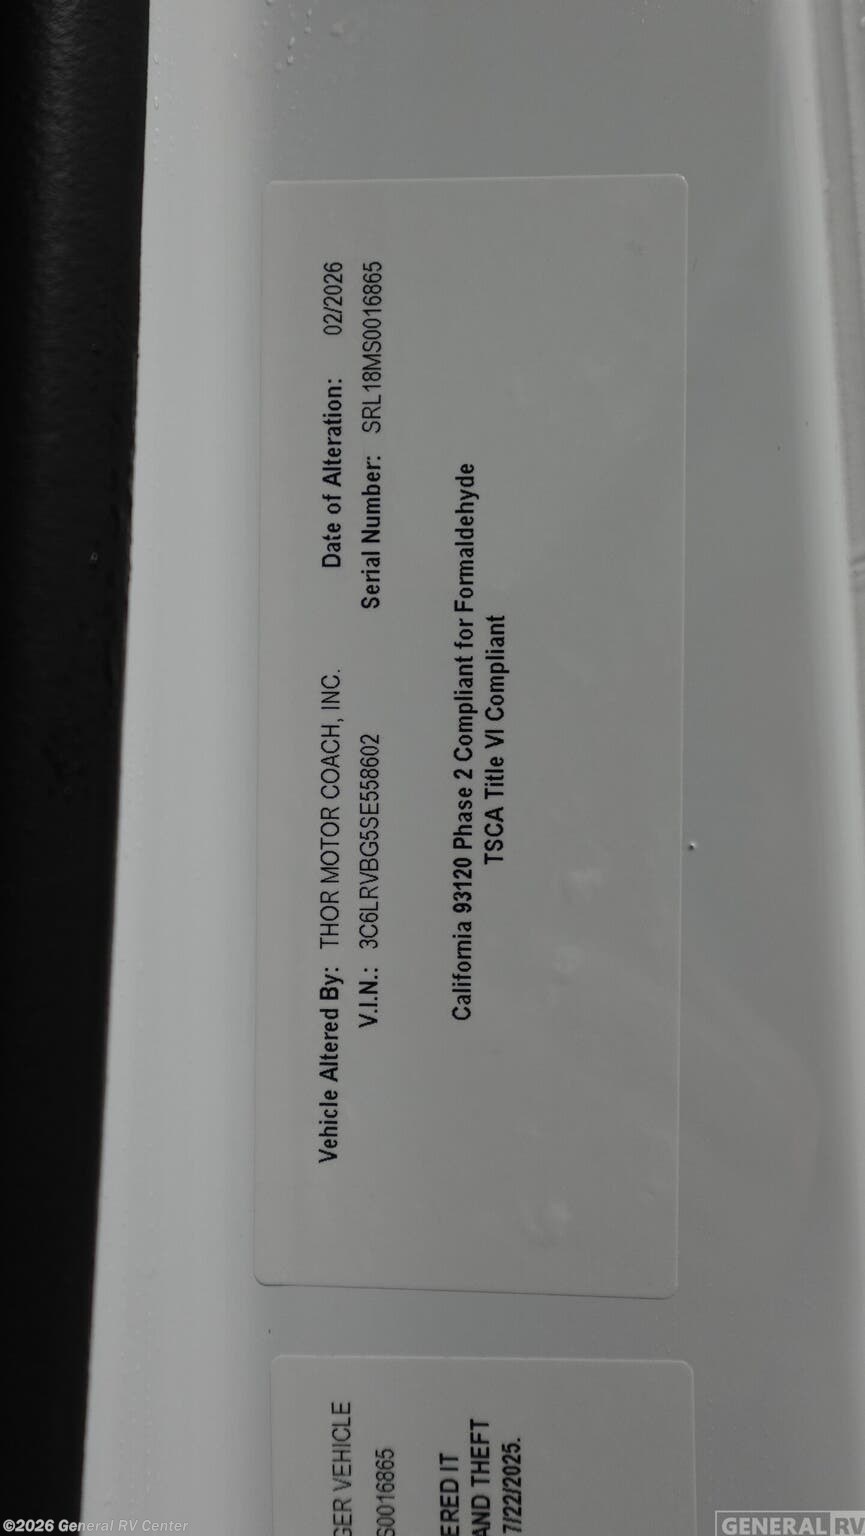 Vehicle Altered By: THOR MOTOR COACH, INC. Date of Alteration: 02/2026
V.I.N.: 3C6LRVBG5SE558602 Serial Number: SRL18MS0016865
California 93120 Phase 2 Compliant for Formaldehyde
TSCA Title VI Compliant
GER VEHICLE
S0016865
ERED IT
AND THEFT
7/22/2025.
©2026 General RV Center
GENERAL RV